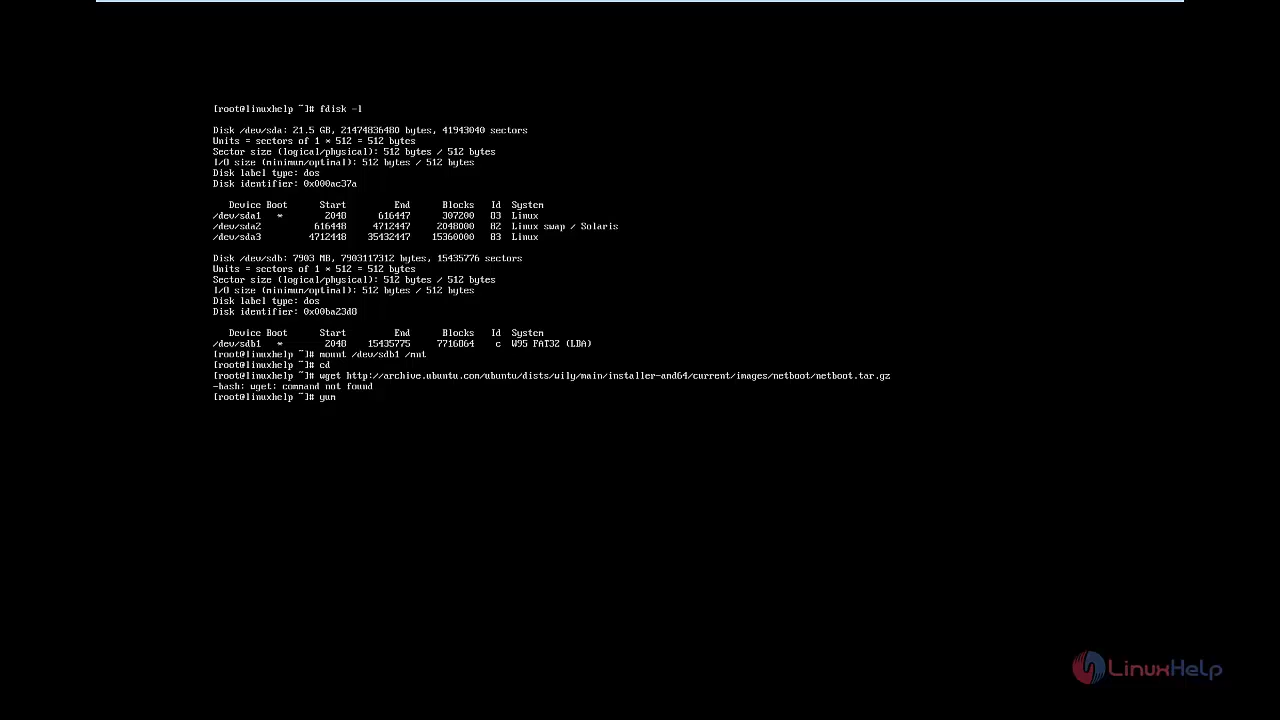 [root@linuxhelp ~]# fdisk -l
Disk /dev/sda: 21.5 GB, 21474836480 bytes, 41943040 sectors
Units = sectors of 1 * 512 = 512 bytes
Sector size (logical/physical): 512 bytes / 512 bytes
I/O size (minimum/optimal): 512 bytes / 512 bytes
Disk label type: dos
Disk identifier: 0x000ac37a
Device Boot Start End Blocks Id System
/dev/sda1 * 2048 616447 307200 83 Linux
/dev/sda2 616448 4712447 2048000 82 Linux swap / Solaris
/dev/sda3 4712448 35432447 15360000 83 Linux
Disk /dev/sdb: 7903 MB, 7903117312 bytes, 15435776 sectors
Units = sectors of 1 * 512 = 512 bytes
Sector size (logical/physical): 512 bytes / 512 bytes
I/O size (minimum/optimal): 512 bytes / 512 bytes
Disk label type: dos
Disk identifier: 0x00ba23d8
Device Boot Start End Blocks Id System
/dev/sdb1 * 2048 15435775 7716864 c W95 FAT32 (LBA)
[root@linuxhelp ~]# mount /dev/sdb1 /mnt
[root@linuxhelp ~]# cd
[root@linuxhelp ~]# wget http://archive.ubuntu.com/ubuntu/dists/wily/main/installer-amd64/current/images/netboot/netboot.tar.gz
-bash: wget: command not found
[root@linuxhelp ~]# yum
LinuxHelp